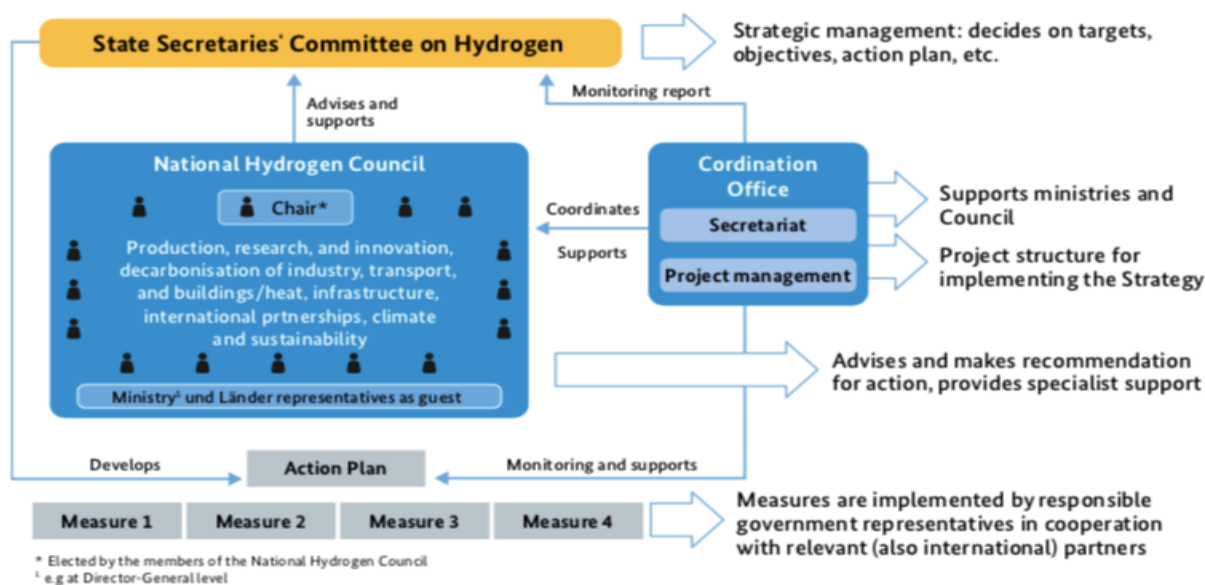 State Secretaries' Committee on Hydrogen
Strategic management: decides on targets,
objectives, action plan, etc.
Advises and
supports
Monitoring report
National Hydrogen Council
Chair*
Production, research, and innovation,
decarbonisation of industry, transport,
and buildings/heat, infrastructure,
international prtnerships, climate
and sustainability
Ministry¹ und Länder representatives as guest
Coordinates
Supports
Cordination
Office
Secretariat
Project management
Supports ministries and
Council
Project structure for
implementing the Strategy
Advises and makes recommendation
for action, provides specialist support
Develops
Action Plan
Monitoring and supports
Measure 1
Measure 2
Measure 3
Measure 4
Measures are implemented by responsible
government representatives in cooperation
with relevant (also international) partners
* Elected by the members of the National Hydrogen Council
¹ e.g at Director-General level